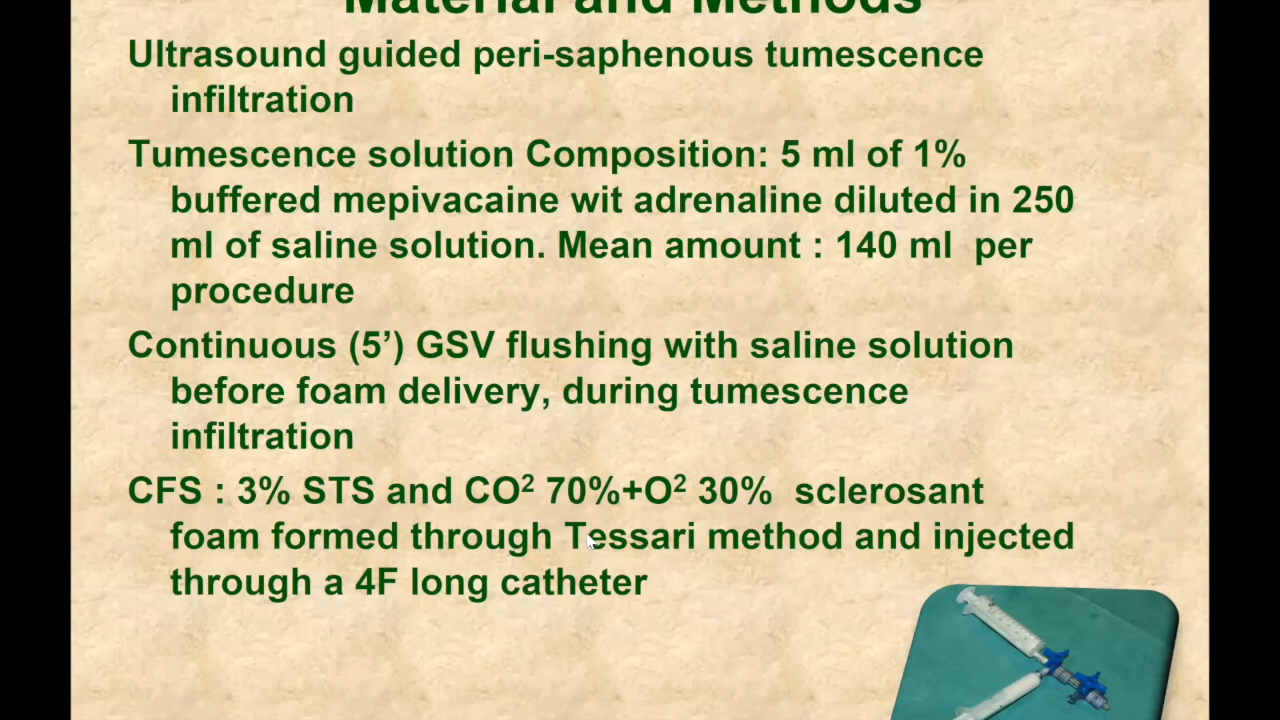 Material and Methods
Ultrasound guided peri-saphenous tumescence
infiltration
Tumescence solution Composition: 5 ml of 1%
buffered mepivacaine wit adrenaline diluted in 250
ml of saline solution. Mean amount : 140 ml  per
procedure
Continuous (5’) GSV flushing with saline solution
before foam delivery, during tumescence
infiltration
CFS : 3% STS and CO² 70%+O² 30%  sclerosant
foam formed through Tessari method and injected
through a 4F long catheter